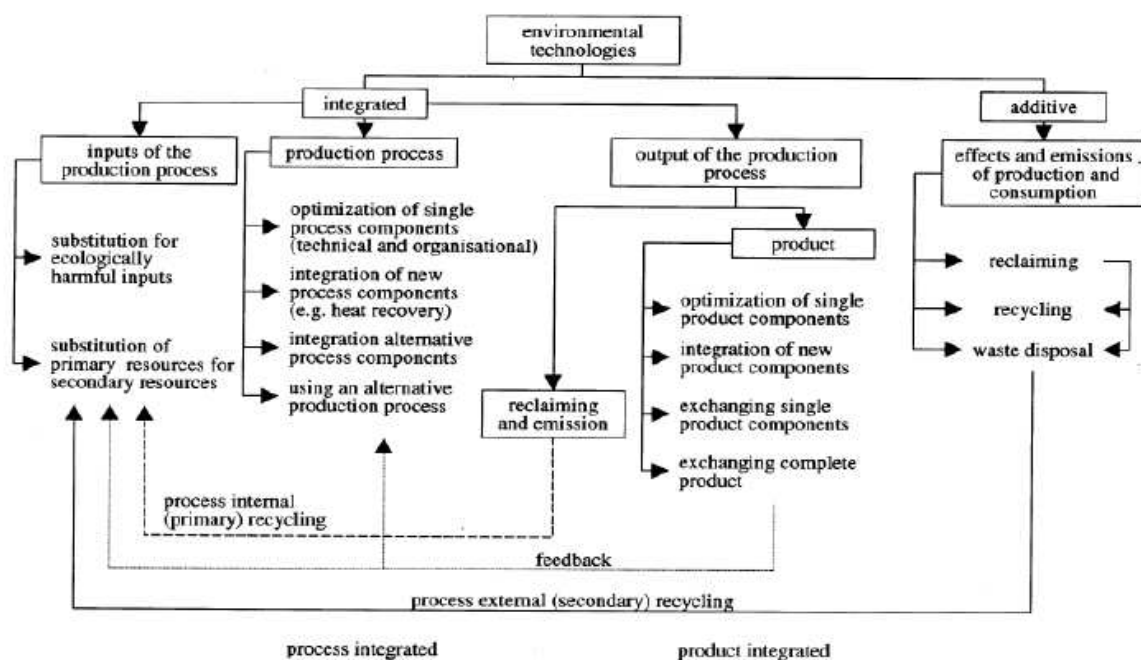 environmental
technologies
integrated
additive
inputs of the
production process
production process
output of the production
process
effects and emissions
of production and
consumption
substitution for
ecologically
harmful inputs
substitution of
primary resources for
secondary resources
optimization of single
process components
(technical and organisational)
integration of new
process components
(e.g. heat recovery)
integration alternative
process components
using an alternative
production process
reclaiming
and emission
product
optimization of single
product components
integration of new
product components
exchanging single
product components
exchanging complete
product
reclaiming
recycling
waste disposal
process internal
(primary) recycling
feedback
process external (secondary) recycling
process integrated
product integrated